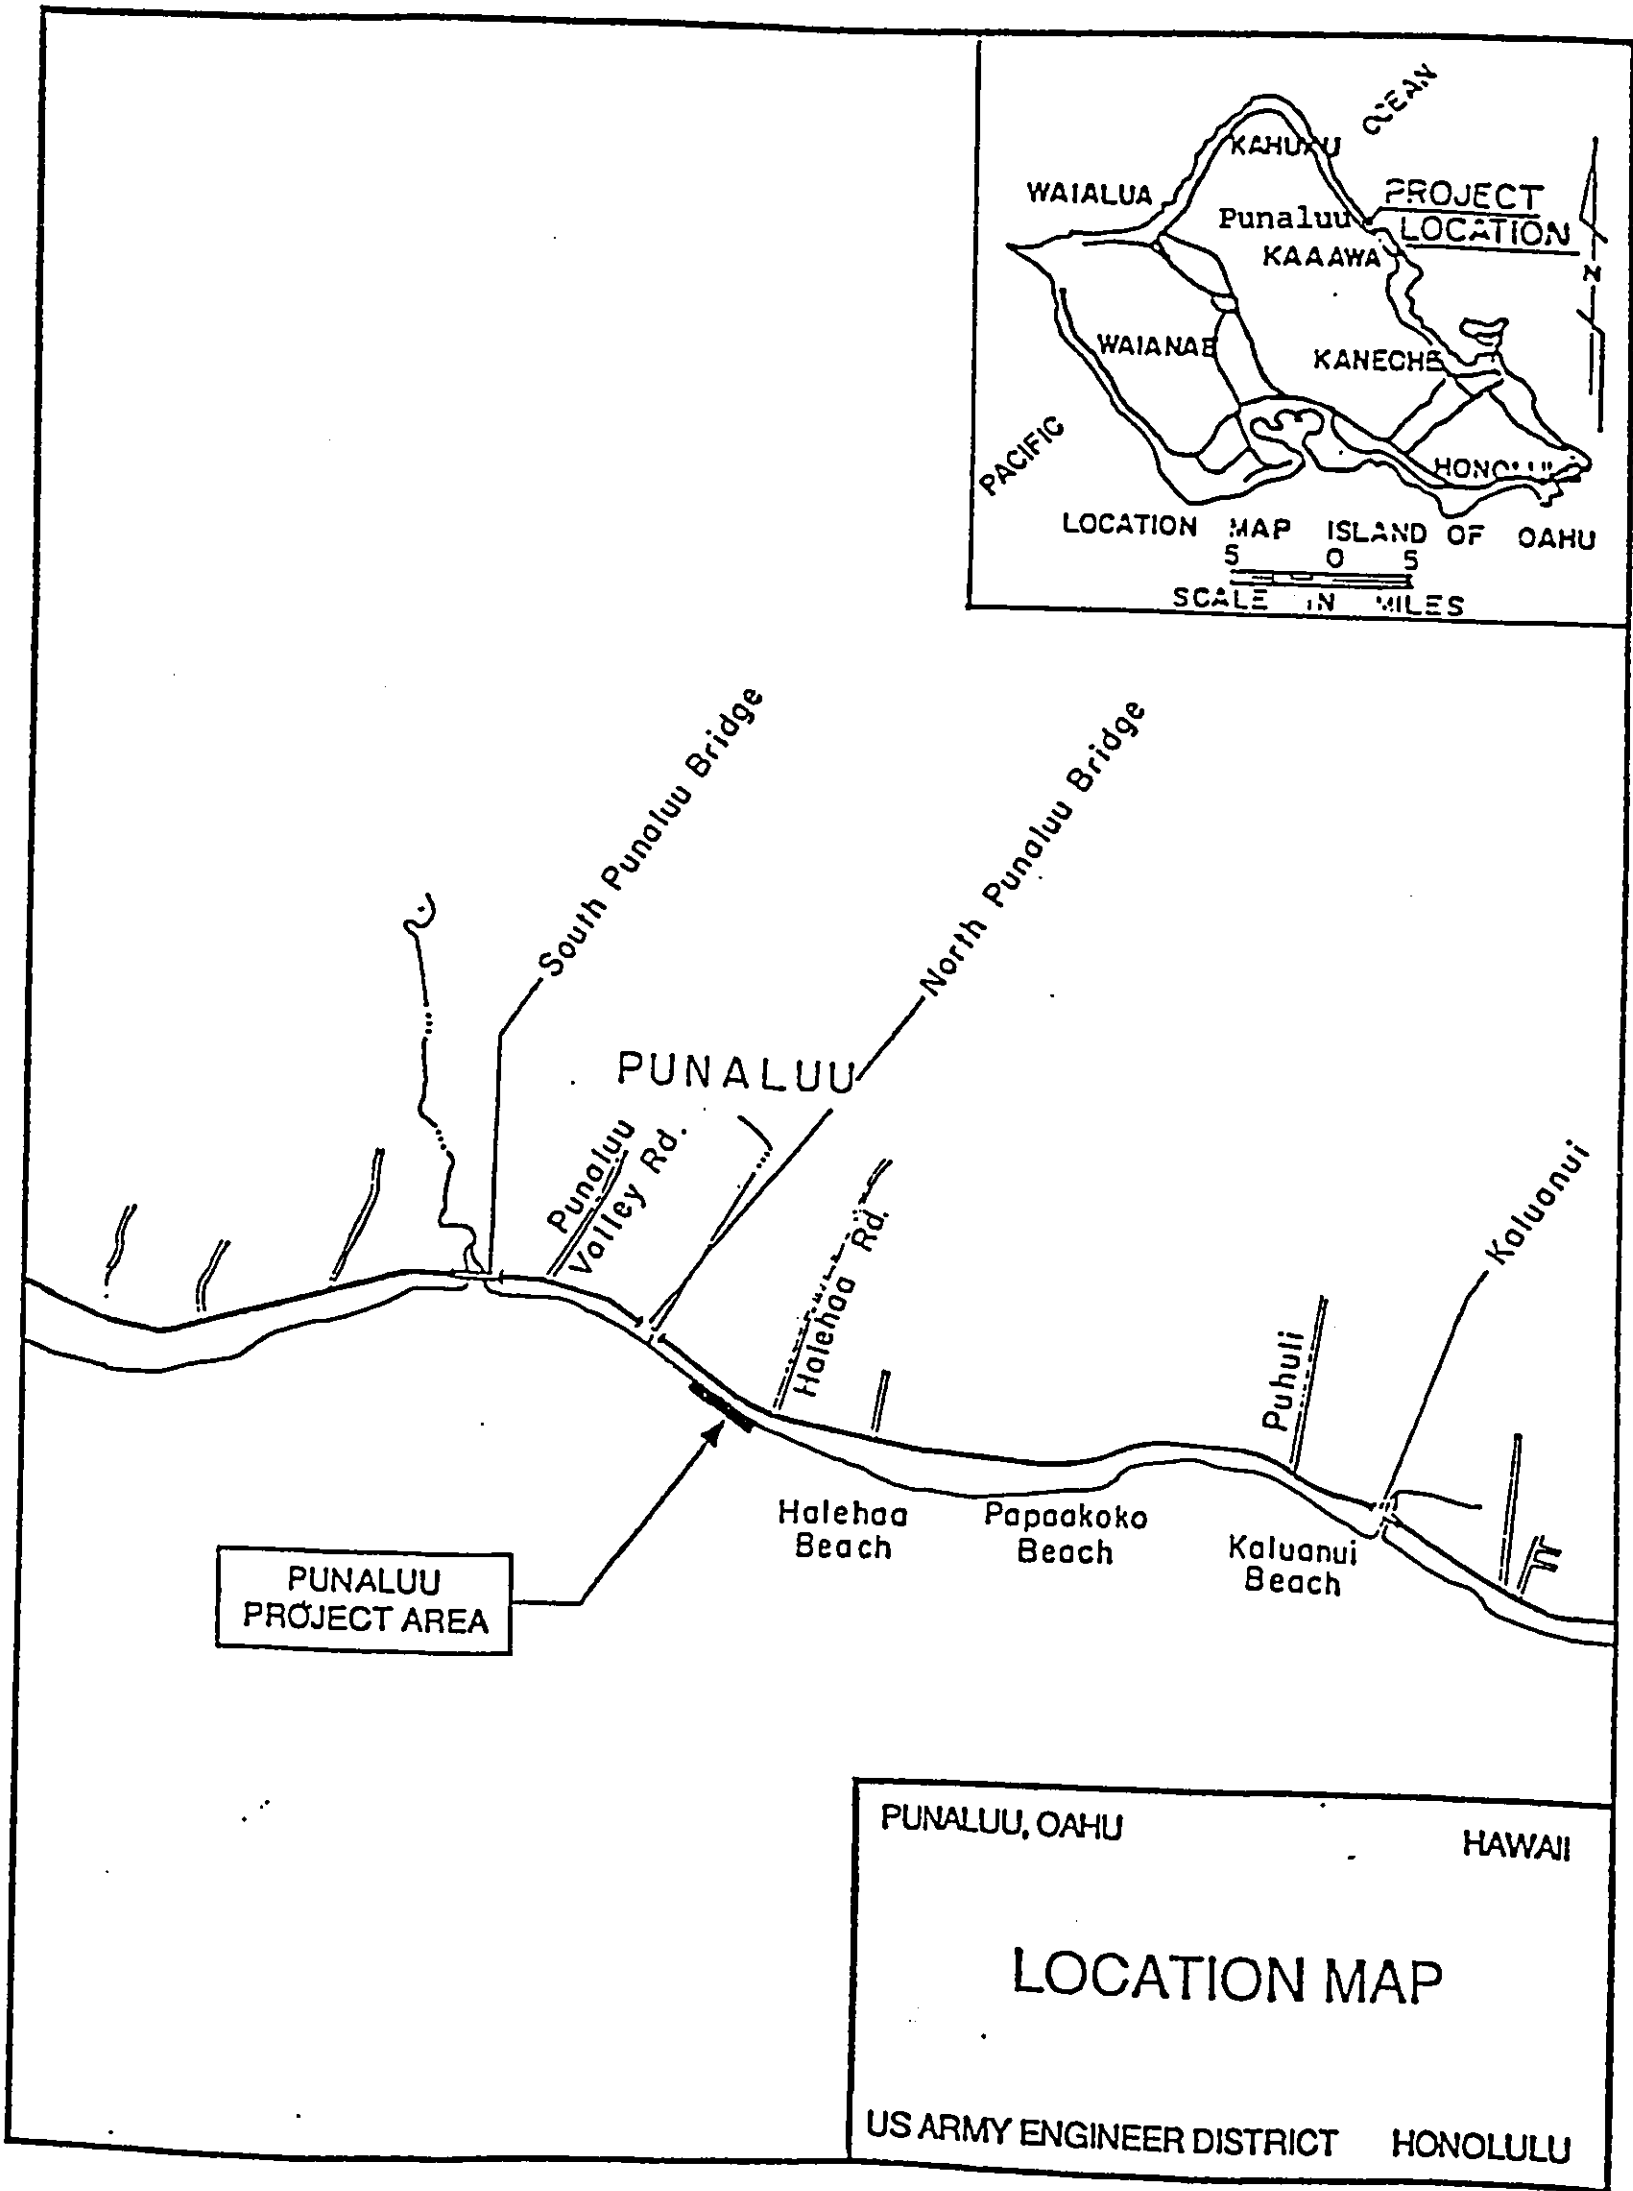 OCEAN
KAHUKU
WAIALUA
PROJECT
LOCATION
Punaluu
KAAAWA
N
WAIANAE
KANEOHE
PACIFIC
LOCATION MAP ISLAND OF OAHU
5 0 5
SCALE IN MILES
South Punaluu Bridge
North Punaluu Bridge
PUNALUU
Punaluu
Valley Rd.
Halehaa Rd.
Kaluanui
Puhuli
Halehaa
Beach
Papaakoko
Beach
Kaluanui
Beach
PUNALUU
PROJECT AREA
PUNALUU, OAHU
HAWAII
LOCATION MAP
US ARMY ENGINEER DISTRICT HONOLULU